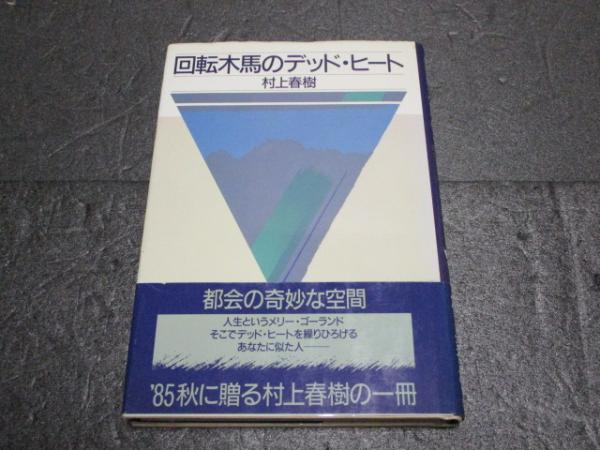 回転木馬のデッド・ヒート
村上春樹
都会の奇妙な空間
人生というメリー・ゴーランド
そこでデッド・ヒートを繰りひろげる
あなたに似た人――
'85秋に贈る村上春樹の一冊